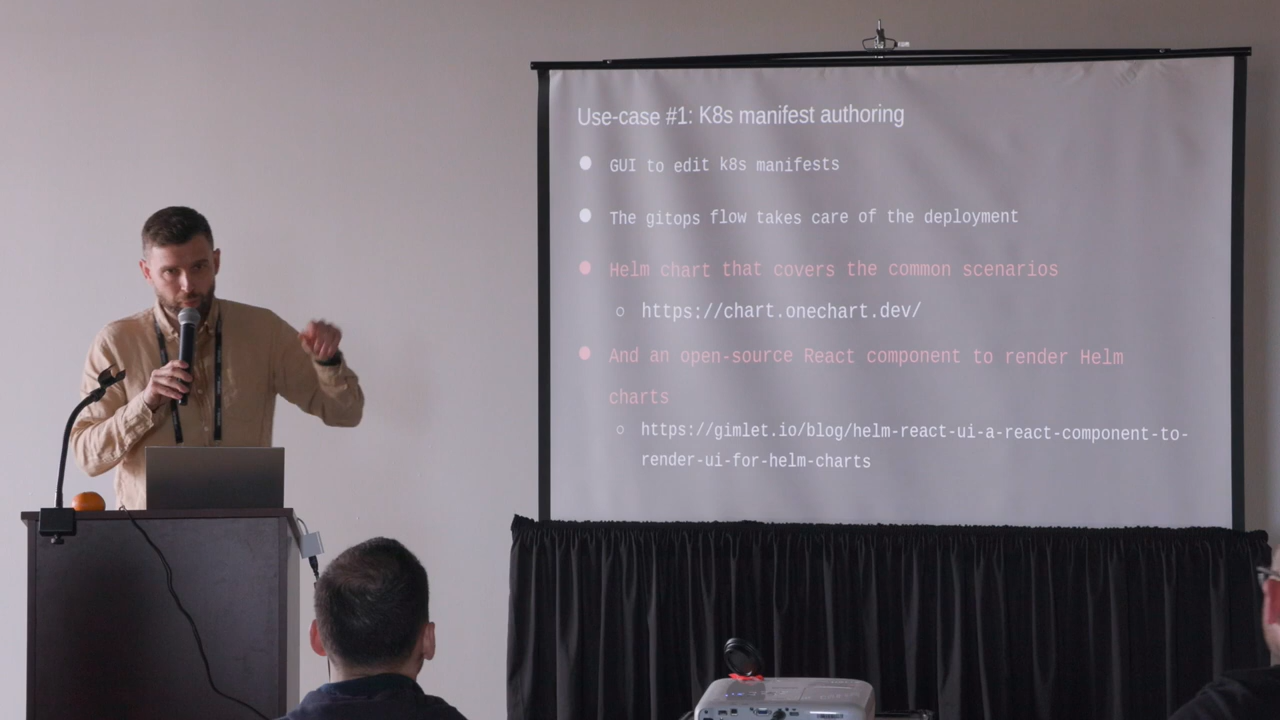 Use-case #1: K8s manifest authoring
● GUI to edit k8s manifests
● The gitops flow takes care of the deployment
● Helm chart that covers the common scenarios
○ https://chart.onechart.dev/
● And an open-source React component to render Helm
charts
○ https://gimlet.io/blog/helm-react-ui-a-react-component-to-
render-ui-for-helm-charts